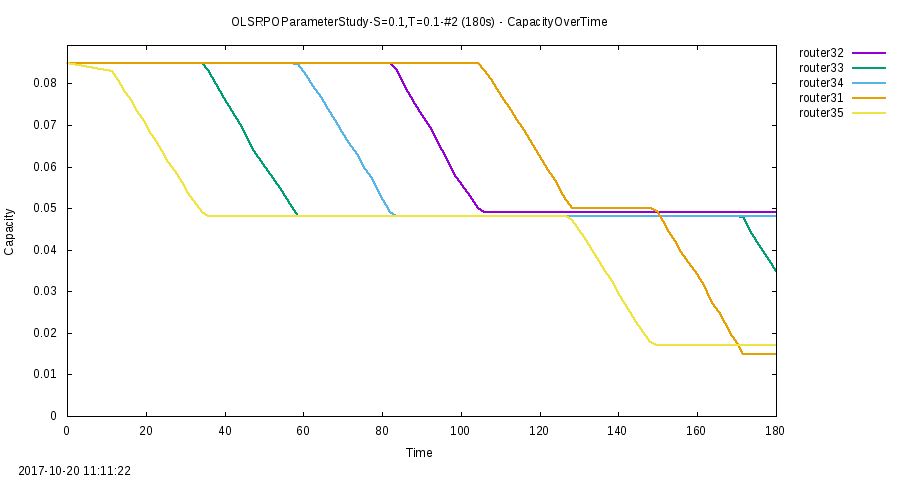 OLSRPOParameterStudy-S=0.1,T=0.1-#2 (180s) - CapacityOverTime
router32
router33
router34
router31
router35
0.08
0.07
0.06
0.05
0.04
0.03
0.02
0.01
0
Capacity
0 20 40 60 80 100 120 140 160 180
Time
2017-10-20 11:11:22